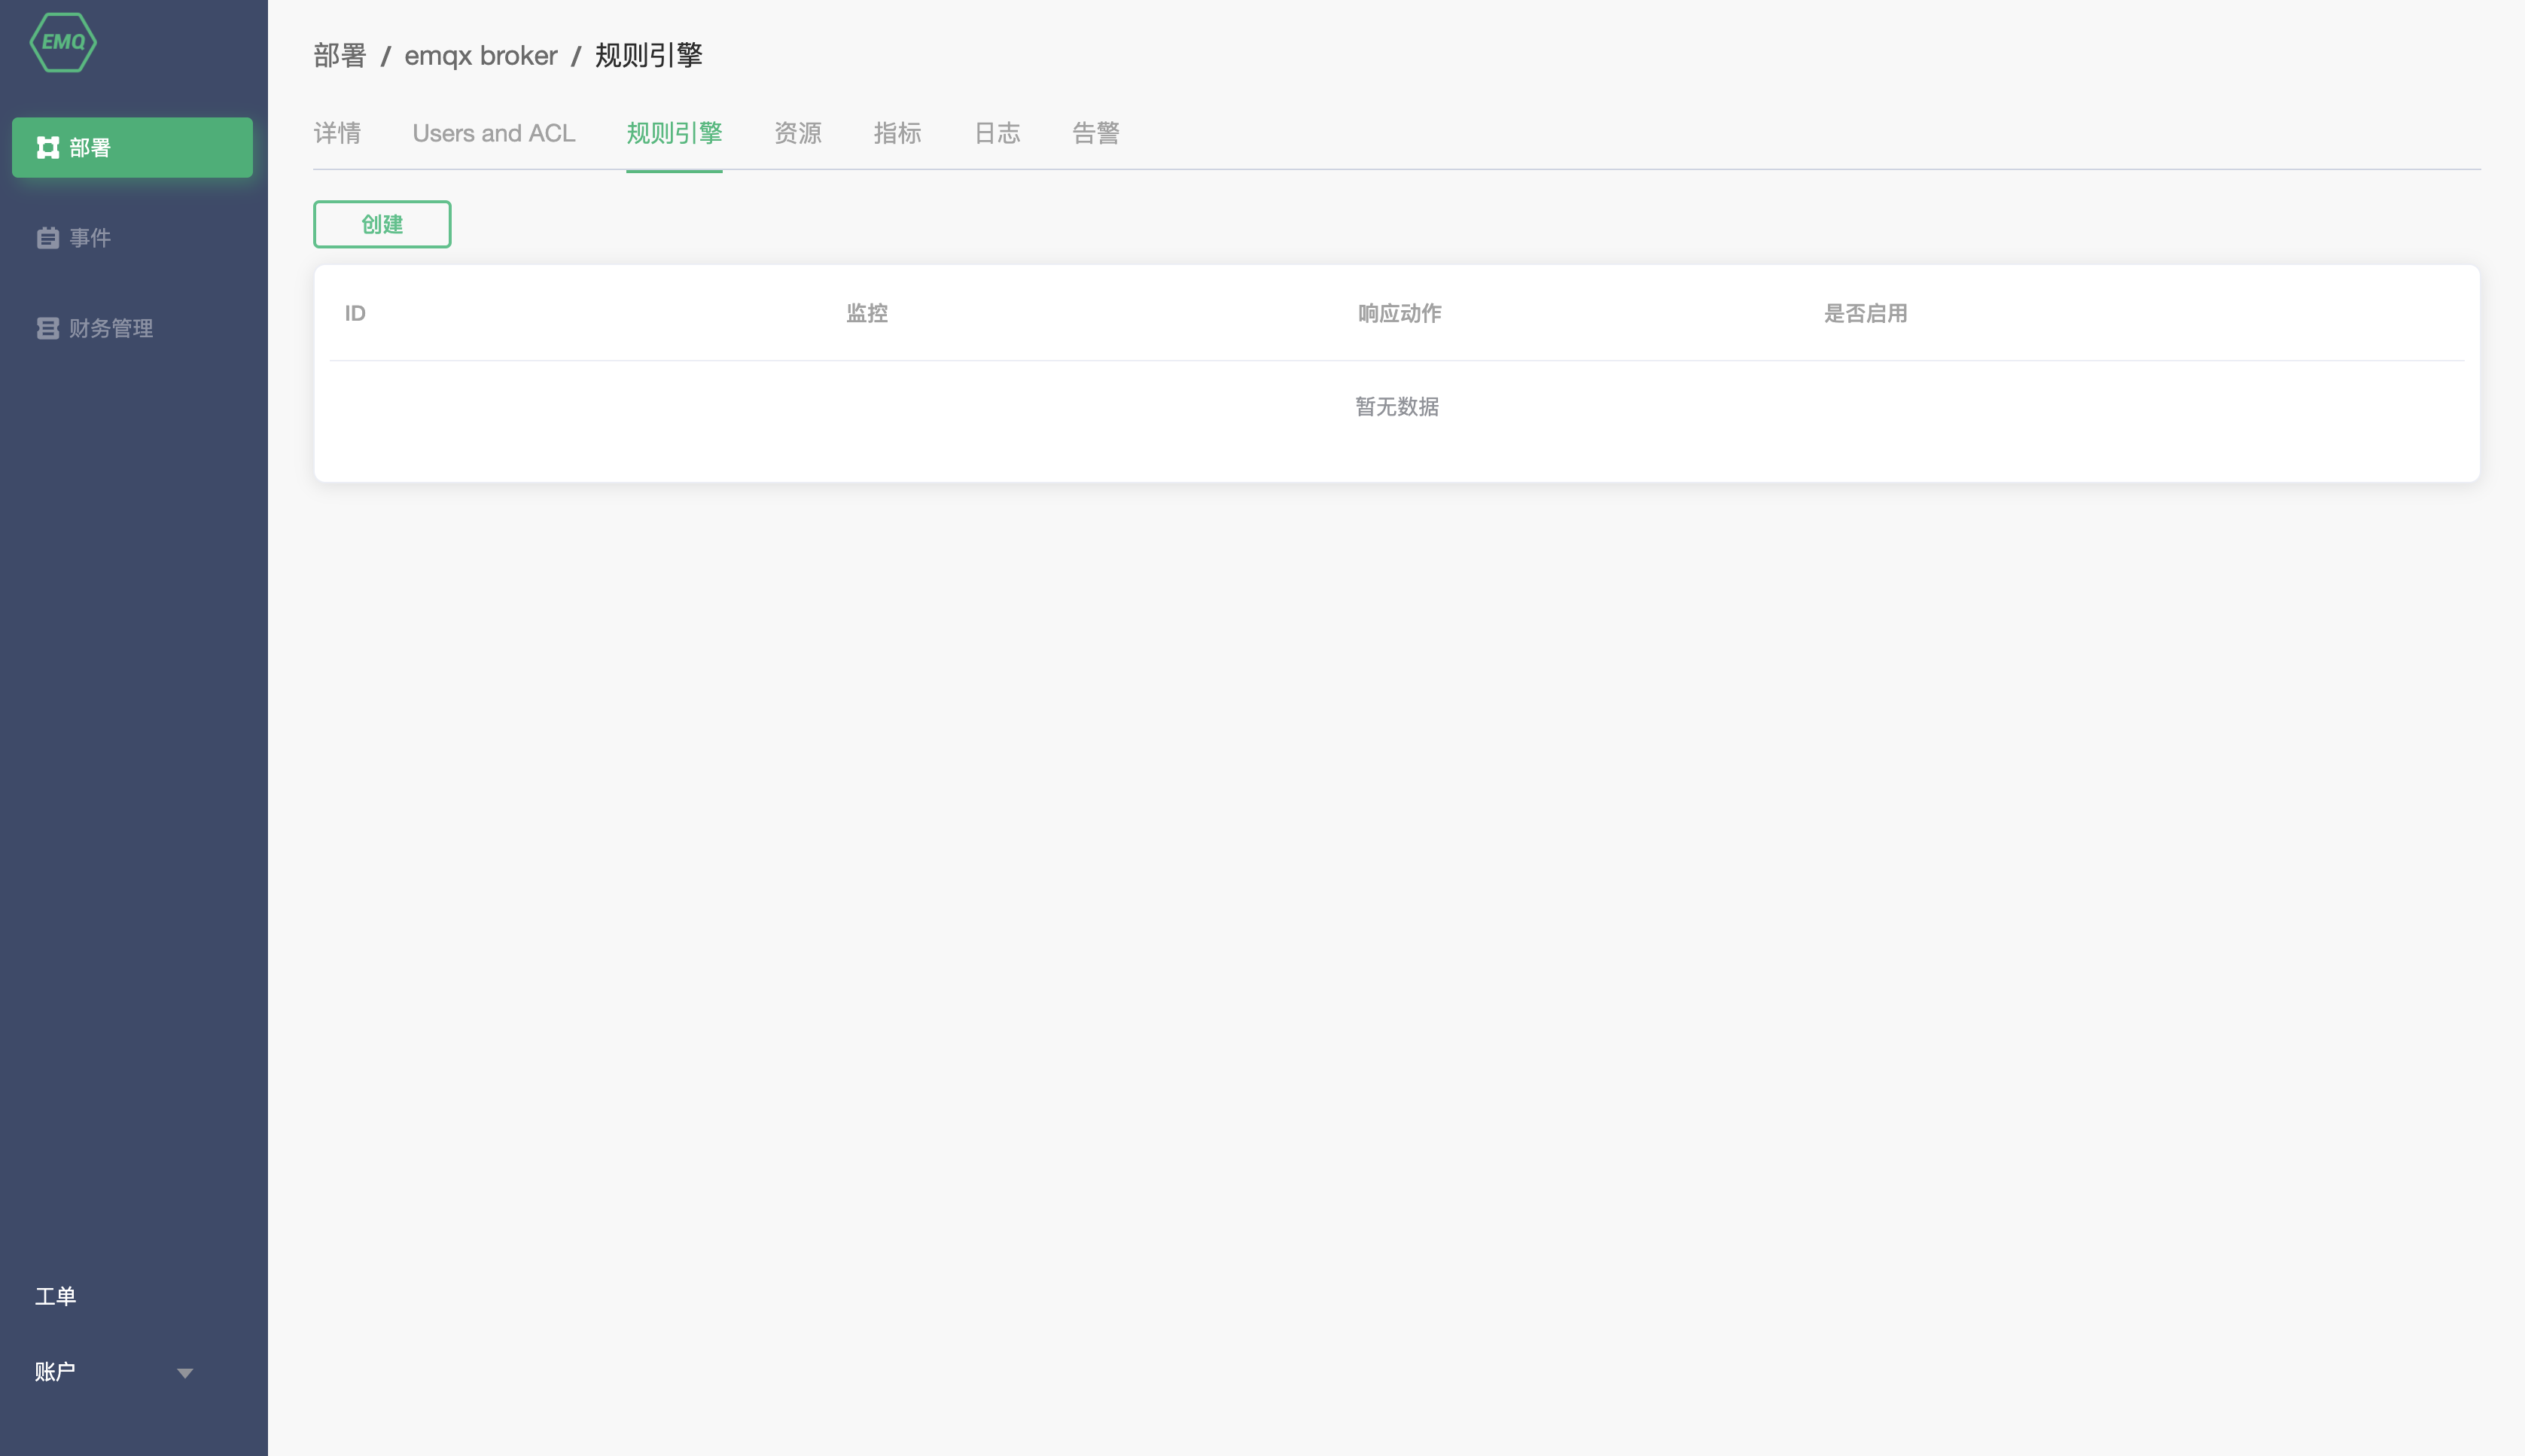 EMQ
部署
事件
财务管理
工单
账户
部署 / emqx broker / 规则引擎
详情 Users and ACL 规则引擎 资源 指标 日志 告警
创建
ID 监控 响应动作 是否启用
暂无数据